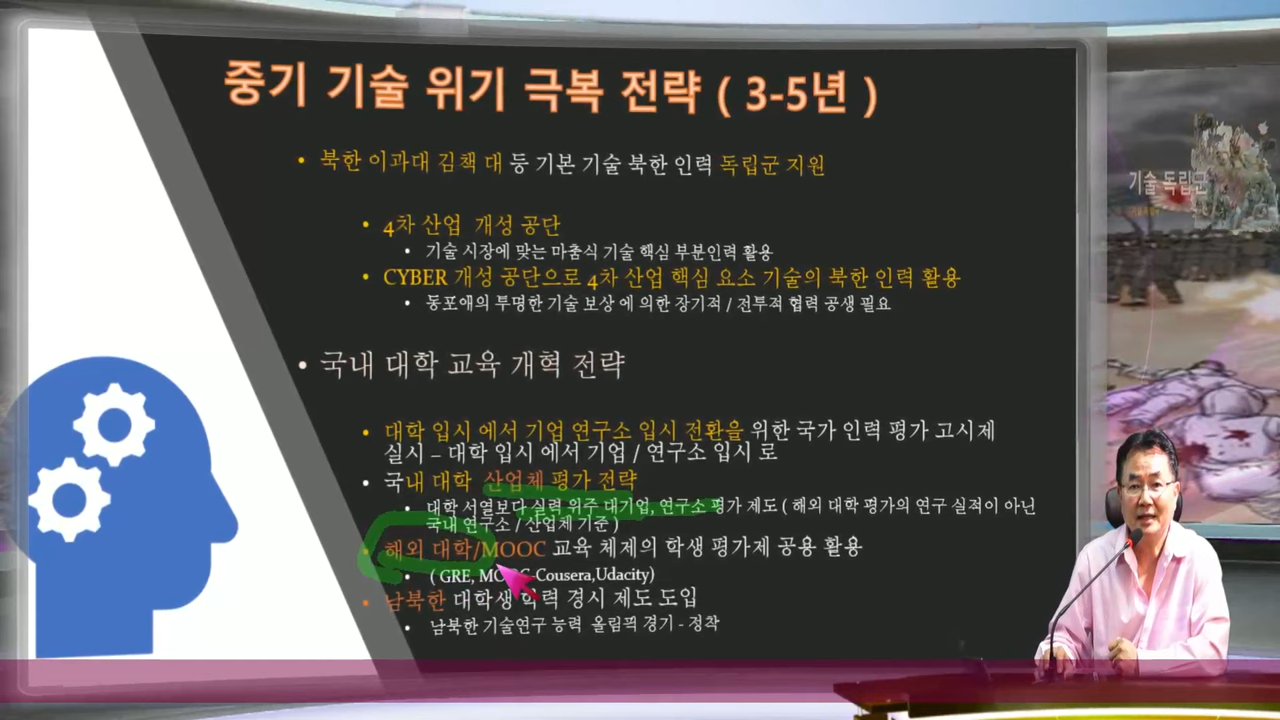 중기 기술 위기 극복 전략 ( 3-5년 )
• 북한 이과대 김책 대 등 기본 기술 북한 인력 독립군 지원
• 4차 산업 개성 공단
• 기술 시장에 맞는 마춤식 기술 핵심 부분인력 활용
• CYBER 개성 공단으로 4차 산업 핵심 요소 기술의 북한 인력 활용
• 동포애의 투명한 기술 보상 에 의한 장기적 / 전투적 협력 공생 필요
• 국내 대학 교육 개혁 전략
• 대학 입시 에서 기업 연구소 입시 전환을 위한 국가 인력 평가 고시제
실시 – 대학 입시 에서 기업 / 연구소 입시 로
• 국내 대학 산업체 평가 전략
• 대학 서열보다 실력 위주 대기업, 연구소 평가 제도 ( 해외 대학 평가의 연구 실적이 아닌
국내 연구소 / 산업체 기준 )
• 해외 대학/MOOC 교육 체제의 학생 평가제 공용 활용
• ( GRE, MOOC-Cousera,Udacity)
• 남북한 대학생 학력 경시 제도 도입
• 남북한 기술연구 능력 올림픽 경기 - 정착
기술 독립군